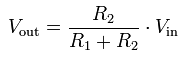 V_out = R_2 / (R_1 + R_2) · V_in